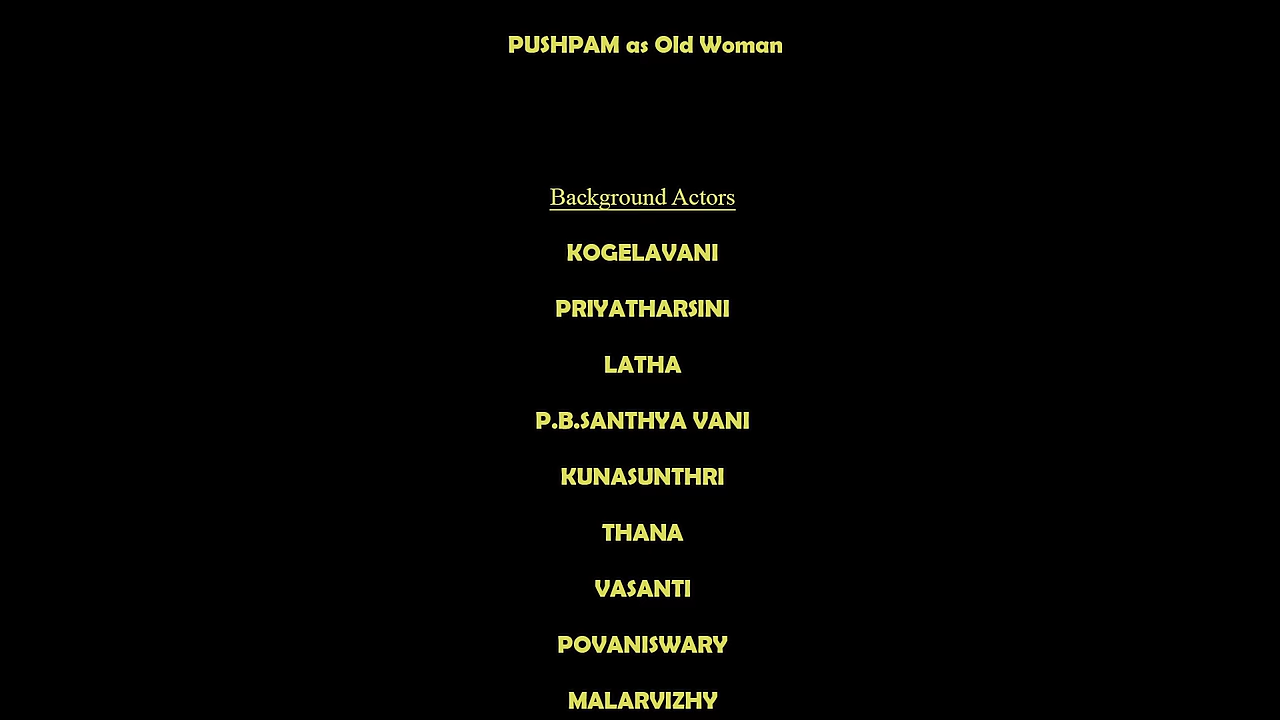 PUSHPAM as Old Woman
Background Actors
KOGELAVANI
PRIYATHARSINI
LATHA
P.B.SANTHYA VANI
KUNASUNTHRI
THANA
VASANTI
POVANISWARY
MALARVIZHY